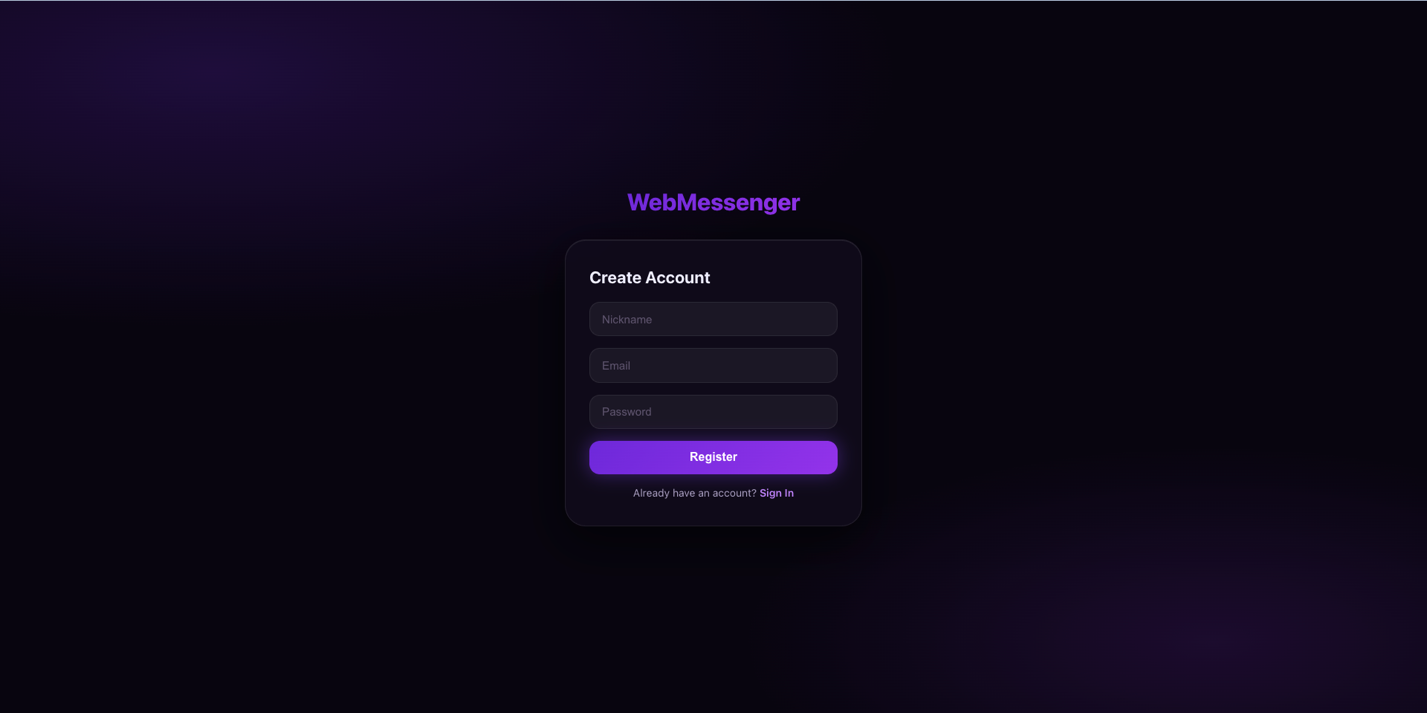 WebMessenger
Create Account
Nickname
Email
Password
Register
Already have an account? Sign In